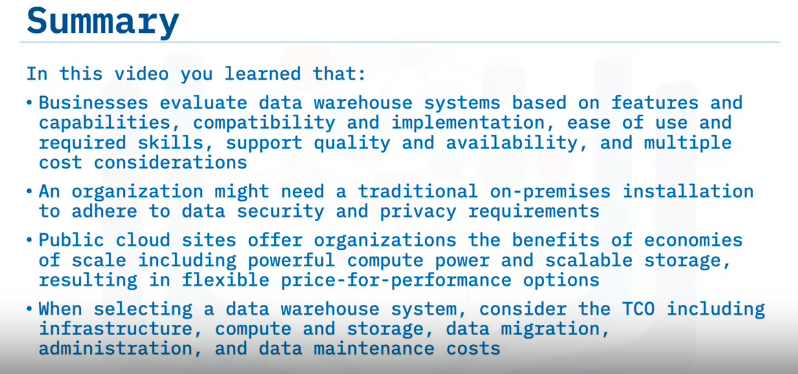 Summary
In this video you learned that:
• Businesses evaluate data warehouse systems based on features and
capabilities, compatibility and implementation, ease of use and
required skills, support quality and availability, and multiple
cost considerations
• An organization might need a traditional on-premises installation
to adhere to data security and privacy requirements
• Public cloud sites offer organizations the benefits of economies
of scale including powerful compute power and scalable storage,
resulting in flexible price-for-performance options
• When selecting a data warehouse system, consider the TCO including
infrastructure, compute and storage, data migration,
administration, and data maintenance costs